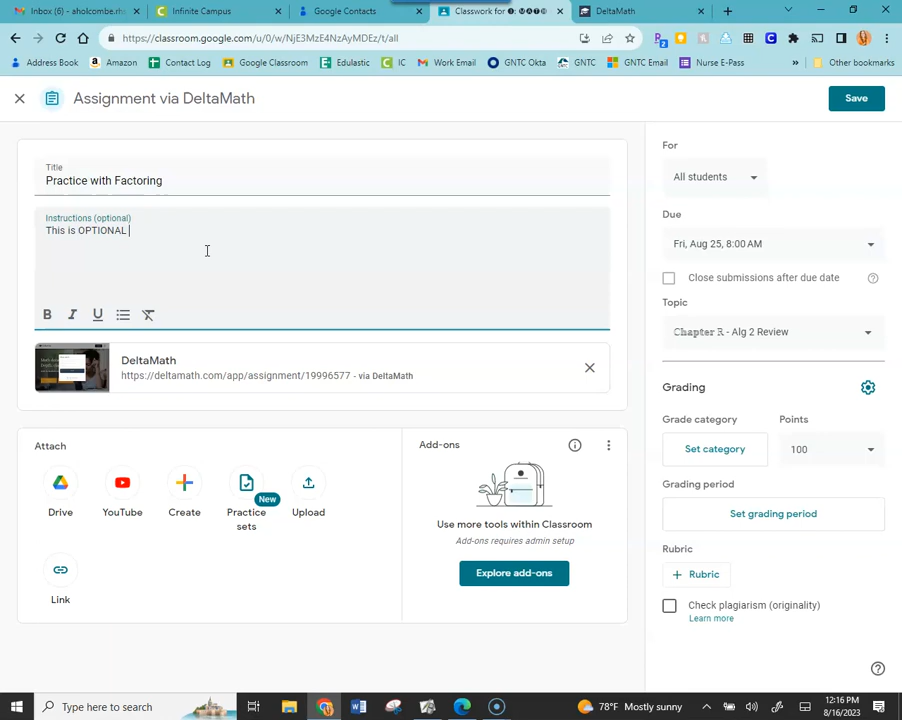 Inbox (6) - aholcombe.rh
Infinite Campus
Google Contacts
Classwork for
DeltaMath
https://classroom.google.com/u/0/w/NjE3MzE4NzAyMDEz/t/all
Address Book
Amazon
Contact Log
Google Classroom
Edulastic
IC
Work Email
GNTC Okta
GNTC
GNTC Email
Nurse E-Pass
»
Other bookmarks
Assignment via DeltaMath
Save
Title
Practice with Factoring
Instructions (optional)
This is OPTIONAL
B I U
DeltaMath
https://deltamath.com/app/assignment/19996577 - via DeltaMath
Attach
Drive
YouTube
Create
New
Practice
sets
Upload
Link
Add-ons
Use more tools within Classroom
Add-ons requires admin setup
Explore add-ons
For
All students
Due
Fri, Aug 25, 8:00 AM
Close submissions after due date
Topic
ℂ𝕙𝕒𝕡𝕥𝕖𝕣 ℝ - Alg 2 Review
Grading
Grade category
Points
Set category
100
Grading period
Set grading period
Rubric
+ Rubric
Check plagiarism (originality)
Learn more
Type here to search
78°F Mostly sunny
12:16 PM
8/16/2023